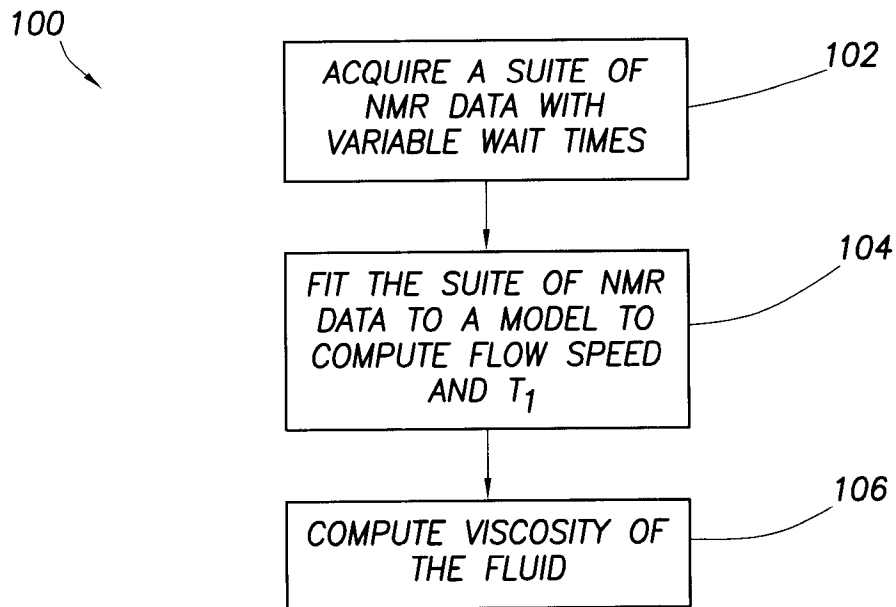 100
ACQUIRE A SUITE OF
NMR DATA WITH
VARIABLE WAIT TIMES
102
FIT THE SUITE OF NMR
DATA TO A MODEL TO
COMPUTE FLOW SPEED
AND T1
104
COMPUTE VISCOSITY OF
THE FLUID
106